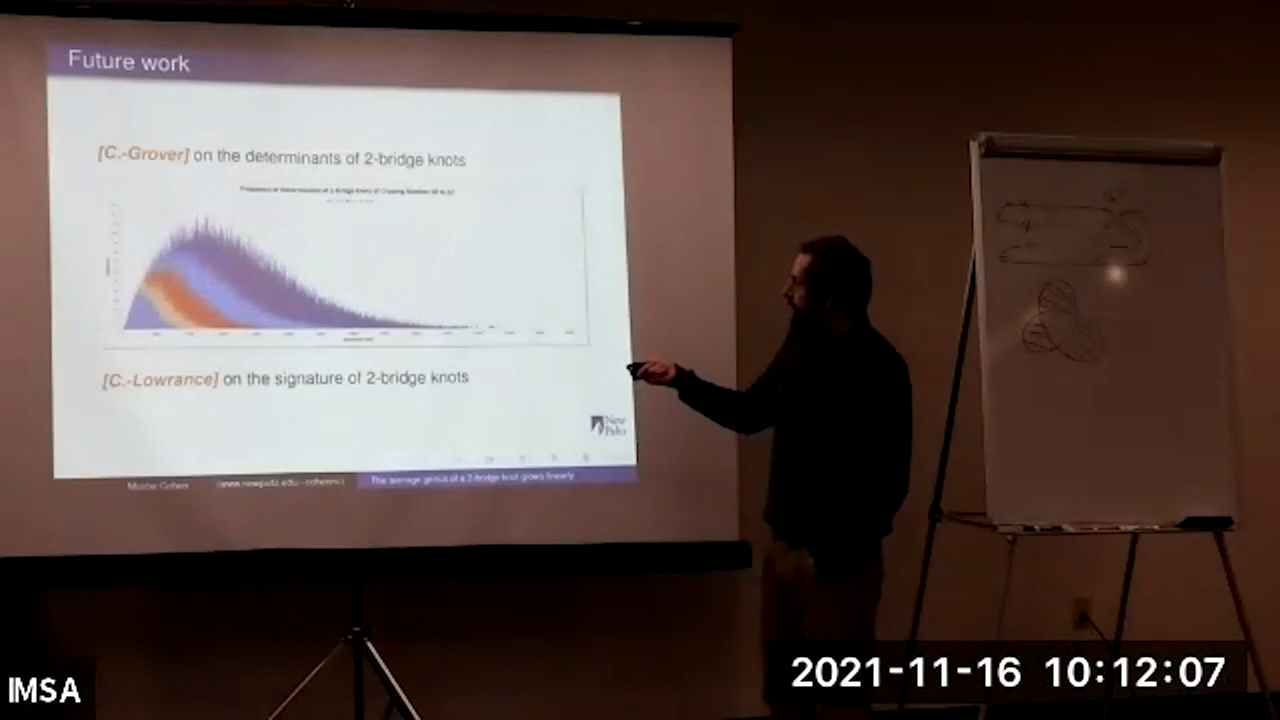 Future work
[C.-Grover] on the determinants of 2-bridge knots
[C.-Lowrance] on the signature of 2-bridge knots
New
Paltz
Moshe Cohen
The average genus of a 2-bridge knot grows linearly
IMSA
2021-11-16 10:12:07